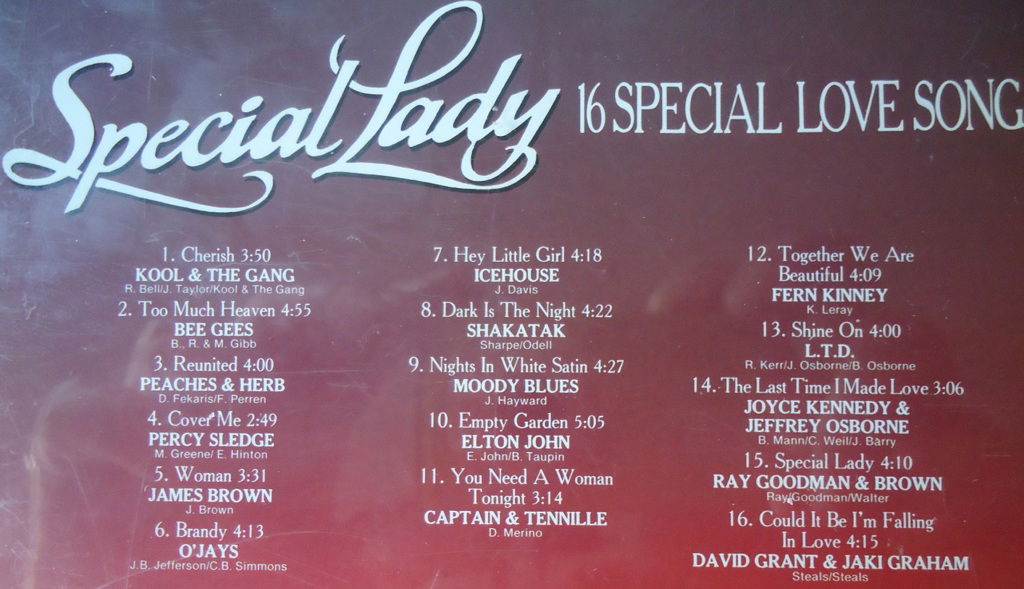 Special Lady 16 SPECIAL LOVE SONG
1. Cherish 3:50
KOOL & THE GANG
R. Bell/J. Taylor/Kool & The Gang
2. Too Much Heaven 4:55
BEE GEES
B., R. & M. Gibb
3. Reunited 4:00
PEACHES & HERB
D. Fekaris/F. Perren
4. Cover Me 2:49
PERCY SLEDGE
M. Greene/ E. Hinton
5. Woman 3:31
JAMES BROWN
J. Brown
6. Brandy 4:13
O'JAYS
J.B. Jefferson/C.B. Simmons
7. Hey Little Girl 4:18
ICEHOUSE
J. Davis
8. Dark Is The Night 4:22
SHAKATAK
Sharpe/Odell
9. Nights In White Satin 4:27
MOODY BLUES
J. Hayward
10. Empty Garden 5:05
ELTON JOHN
E. John/B. Taupin
11. You Need A Woman
Tonight 3:14
CAPTAIN & TENNILLE
D. Merino
12. Together We Are
Beautiful 4:09
FERN KINNEY
K. Leray
13. Shine On 4:00
L.T.D.
R. Kerr/J. Osborne/B. Osborne
14. The Last Time I Made Love 3:06
JOYCE KENNEDY &
JEFFREY OSBORNE
B. Mann/C. Weil/J. Barry
15. Special Lady 4:10
RAY GOODMAN & BROWN
Ray/Goodman/Walter
16. Could It Be I'm Falling
In Love 4:15
DAVID GRANT & JAKI GRAHAM
Steals/Steals